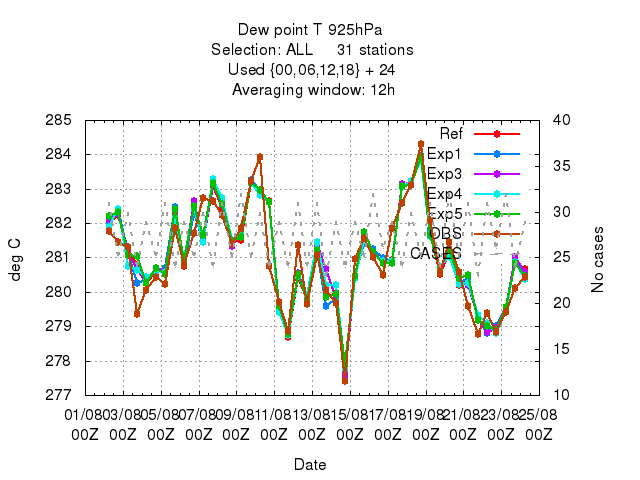 Dew point T 925hPa
Selection: ALL 31 stations
Used {00,06,12,18} + 24
Averaging window: 12h
285
284
283
282
281
280
279
278
277
deg C
40
35
30
25
20
15
10
No cases
Ref
Exp1
Exp3
Exp4
Exp5
OBS
CASES
01/08 03/08 05/08 07/08 09/08 11/08 13/08 15/08 17/08 19/08 21/08 23/08 25/08
00Z 00Z 00Z 00Z 00Z 00Z 00Z 00Z 00Z 00Z 00Z 00Z 00Z
Date